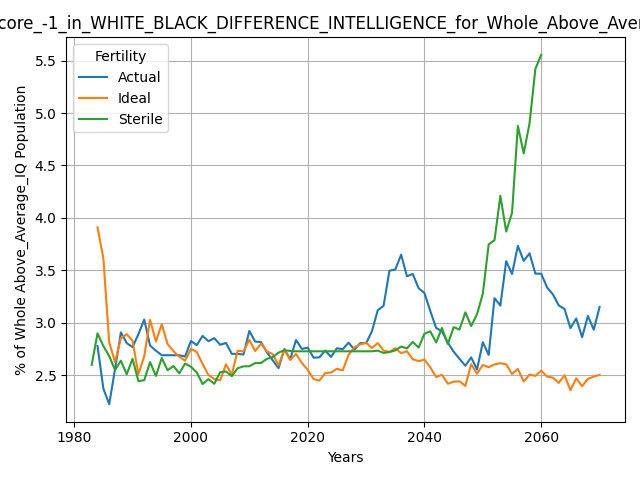 core_-1_in_WHITE_BLACK_DIFFERENCE_INTELLIGENCE_for_Whole_Above_Aver
Fertility
Actual
Ideal
Sterile
% of Whole Above_Average_IQ Population
5.5
5.0
4.5
4.0
3.5
3.0
2.5
1980
2000
2020
2040
2060
Years